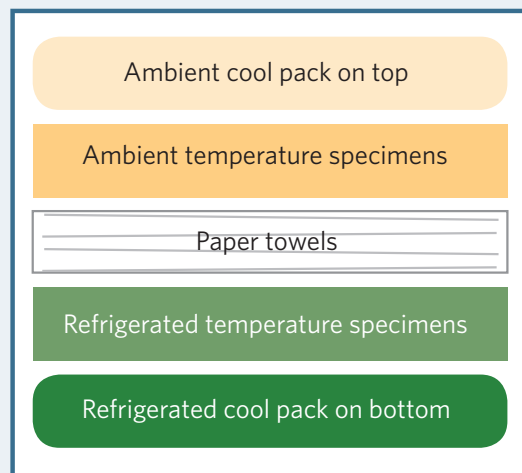 Ambient cool pack on top
Ambient temperature specimens
Paper towels
Refrigerated temperature specimens
Refrigerated cool pack on bottom